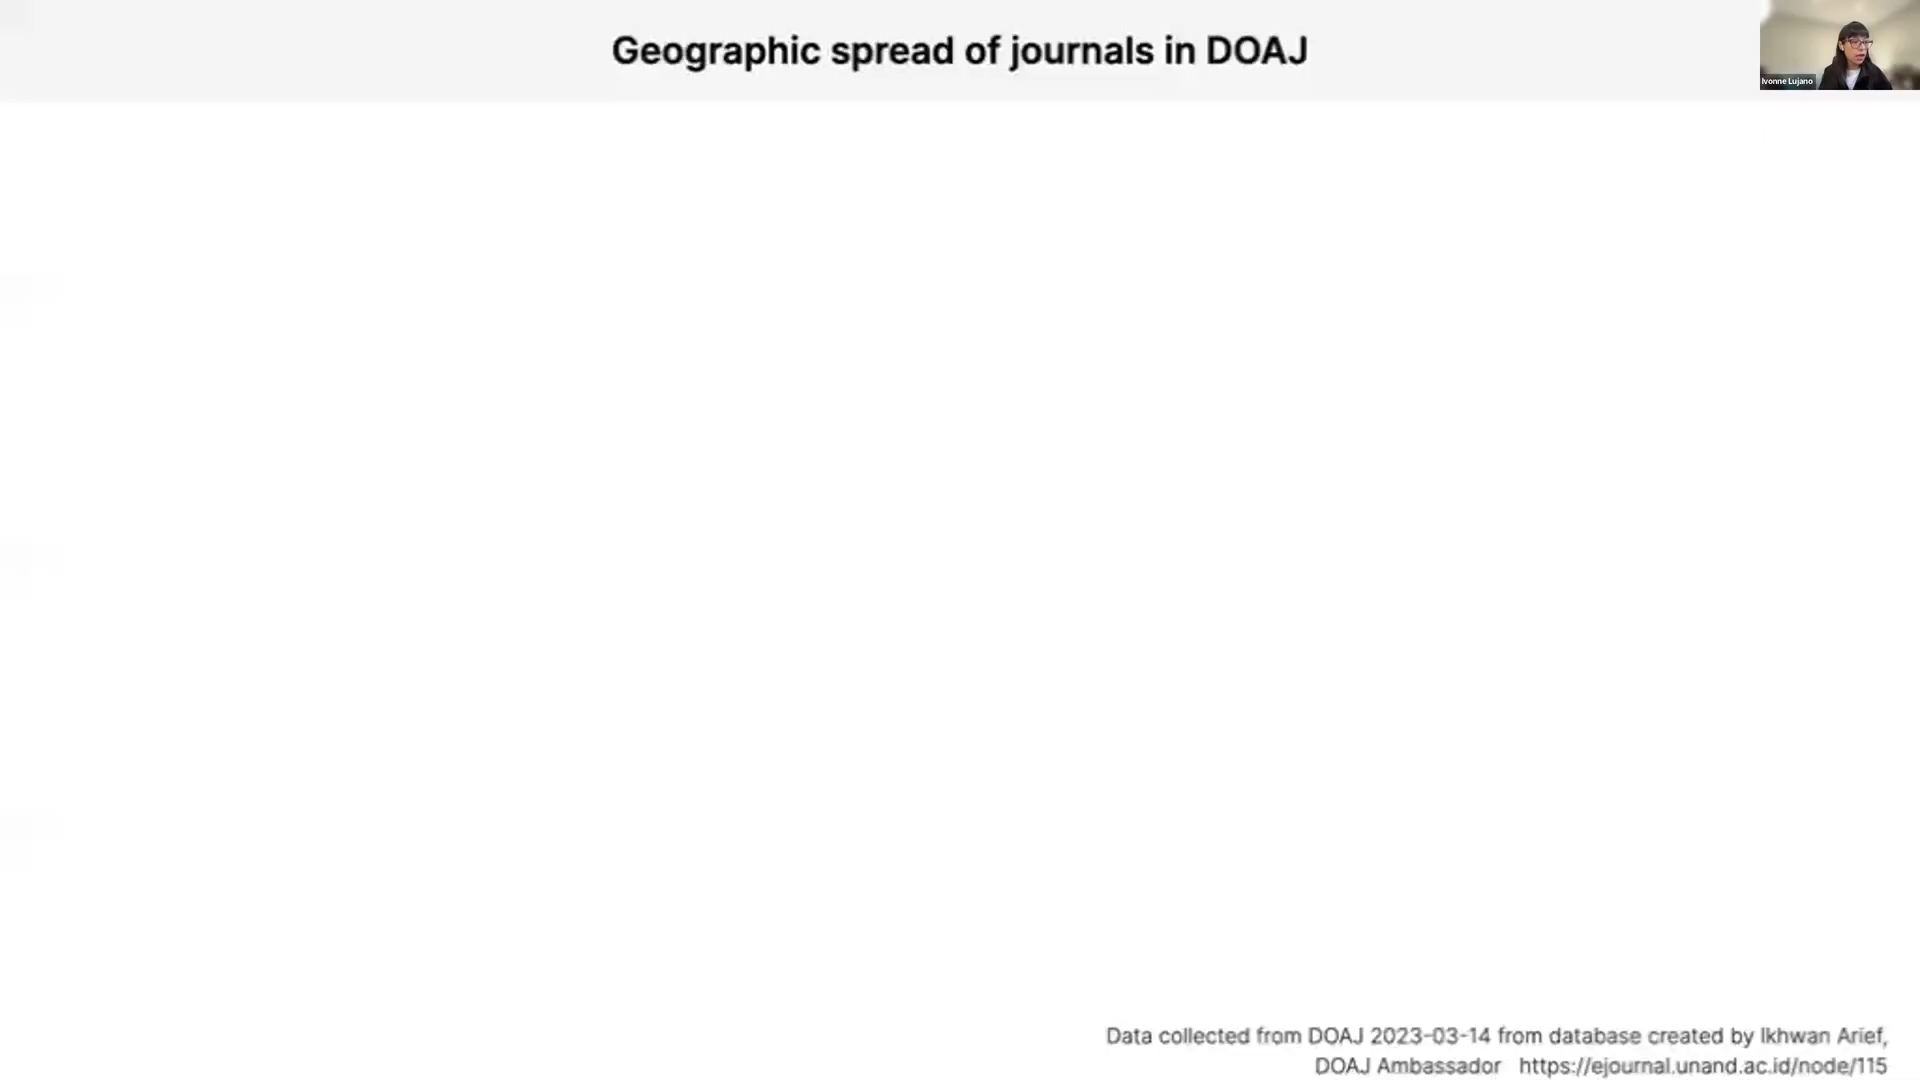 Geographic spread of journals in DOAJ
Ivonne Lujano
Data collected from DOAJ 2023-03-14 from database created by Ikhwan Arief,
DOAJ Ambassador https://ejournal.unand.ac.id/node/115